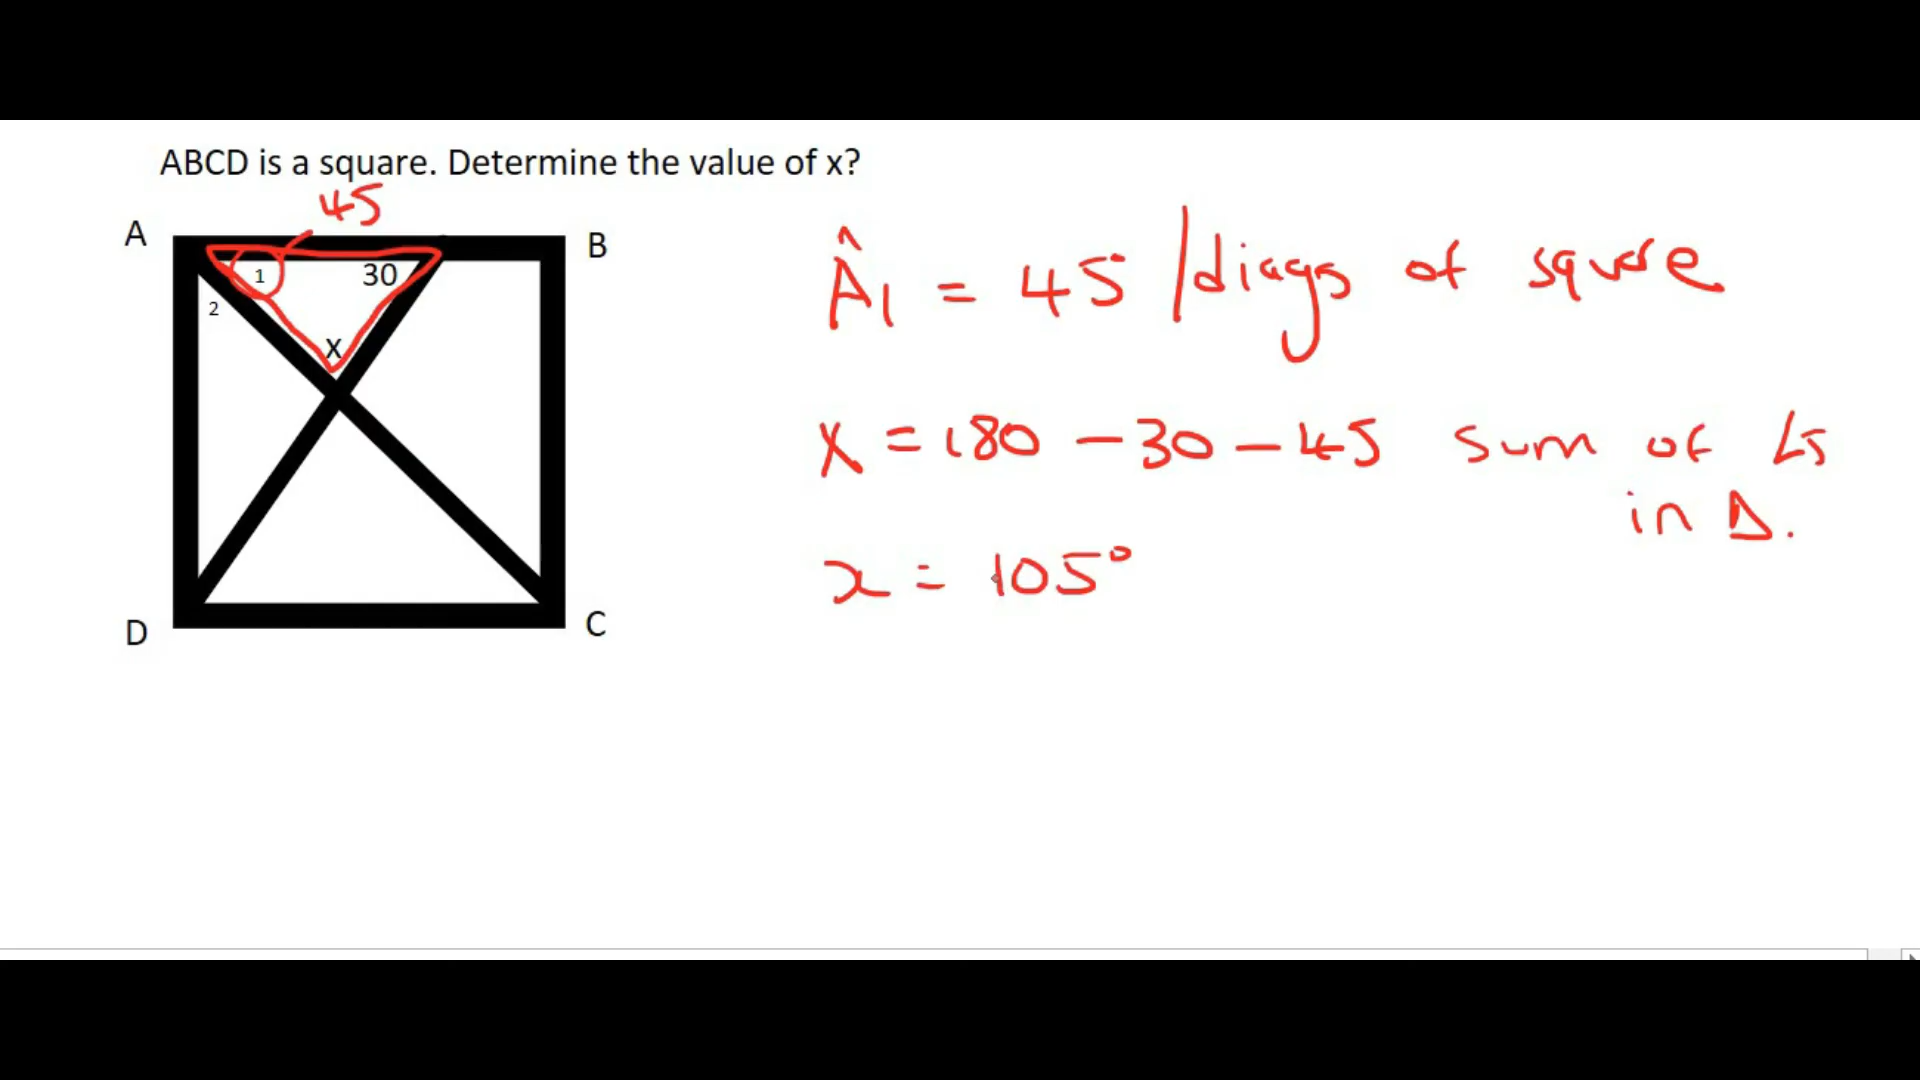 ABCD is a square. Determine the value of x?
45
A
B
1
30
2
x
D
C
Â1 = 45 /diags of square
x = 180 - 30 - 45 sum of ∠s
in Δ.
x = 105°